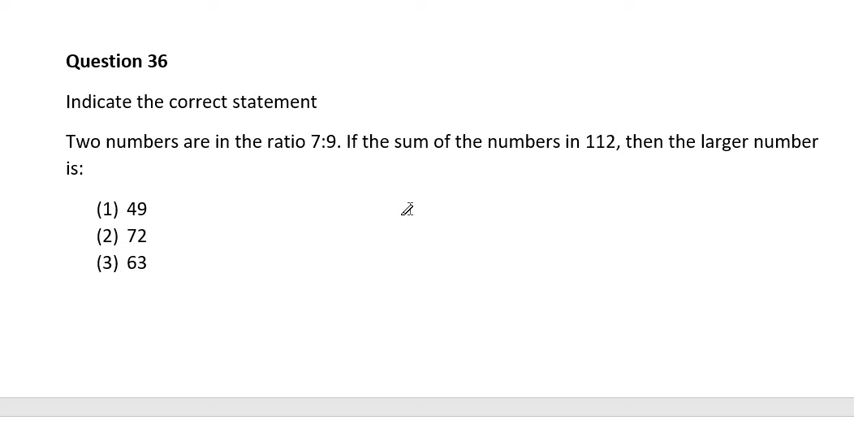 Question 36
Indicate the correct statement
Two numbers are in the ratio 7:9. If the sum of the numbers in 112, then the larger number
is:
(1) 49
(2) 72
(3) 63